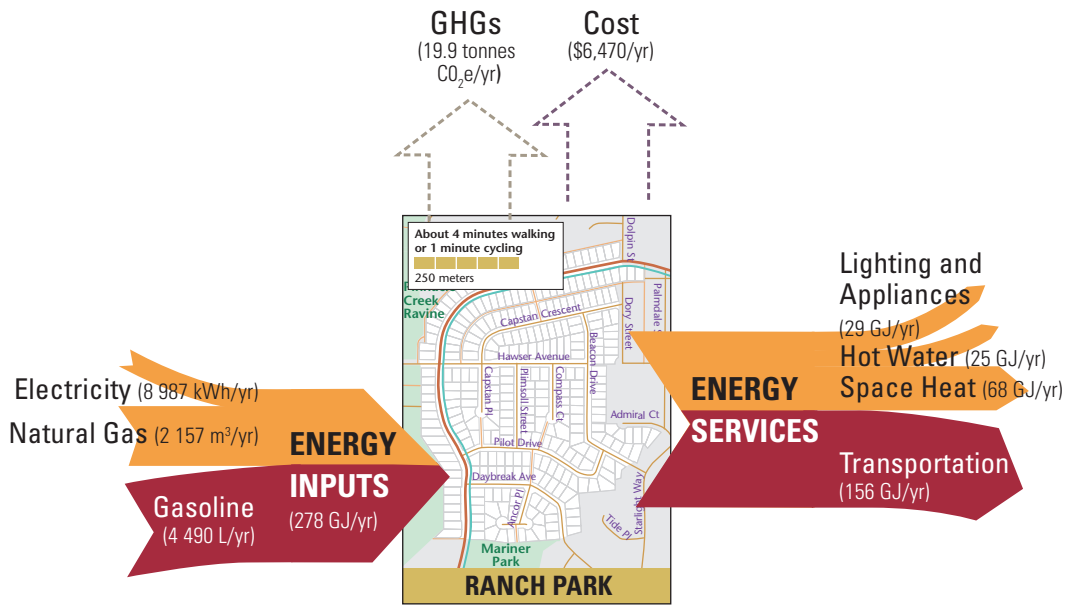 GHGs
(19.9 tonnes
CO₂e/yr)
Cost
($6,470/yr)
About 4 minutes walking
or 1 minute cycling
250 meters
Creek
Ravine
Dolpin St
Palmdale S
Dory Street
Capstan Crescent
Beacon Drive
Hawser Avenue
Capstan Pl
Plimsoll Street
Compass Ct
Admiral Ct
Pilot Drive
Daybreak Ave
Ancor Pl
Starlight Way
Tide Pl
Mariner
Park
RANCH PARK
Electricity (8 987 kWh/yr)
Natural Gas (2 157 m³/yr)
Gasoline
(4 490 L/yr)
ENERGY
INPUTS
(278 GJ/yr)
ENERGY
SERVICES
Lighting and
Appliances
(29 GJ/yr)
Hot Water (25 GJ/yr)
Space Heat (68 GJ/yr)
Transportation
(156 GJ/yr)